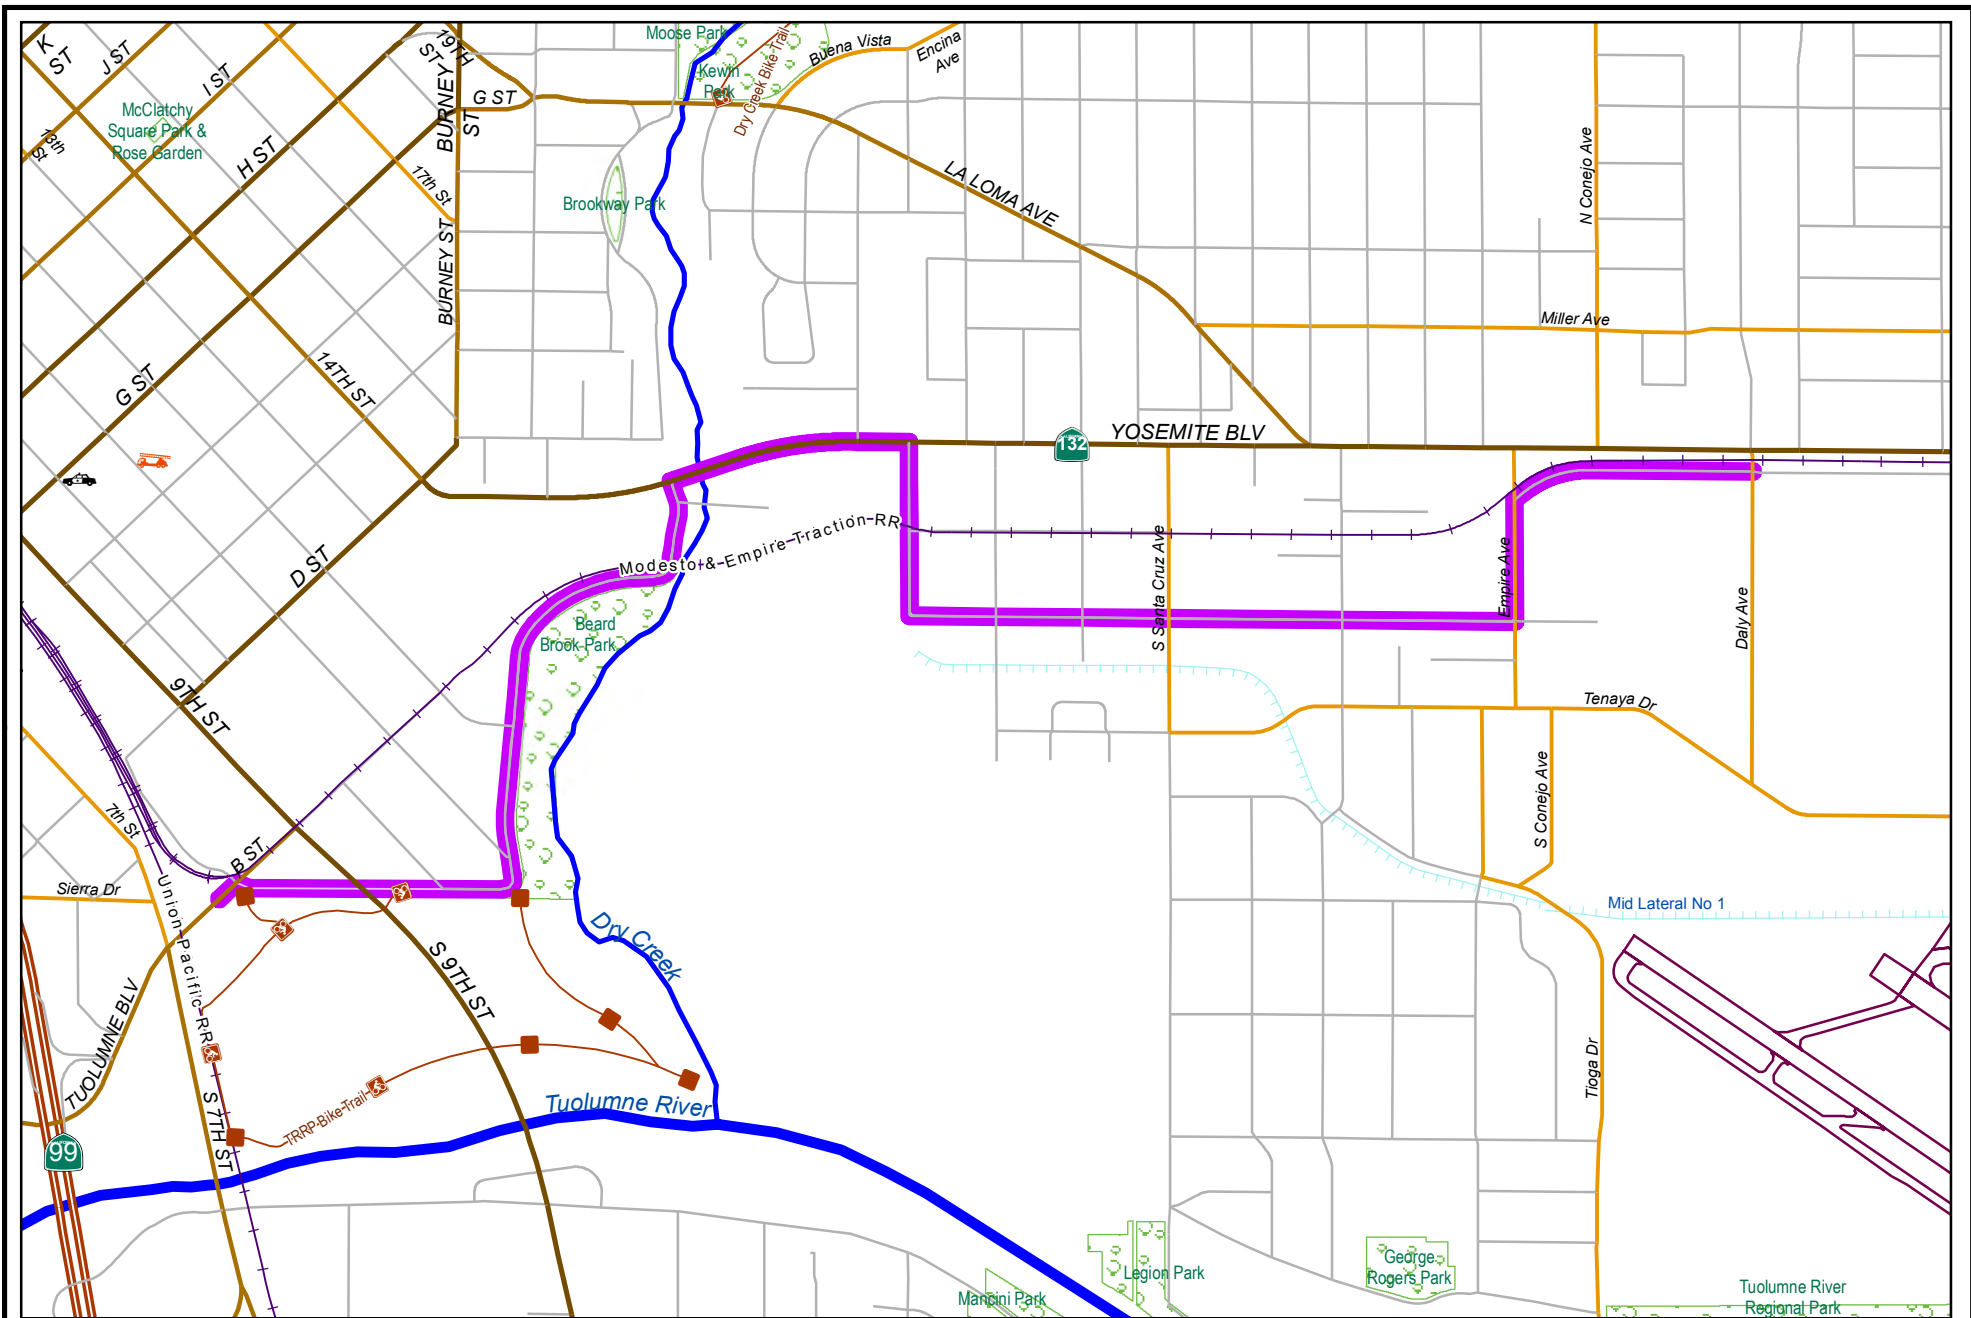 K
ST
J ST
I ST
19TH
ST
BURNEY
ST
G ST
Moose Park
Kewin
Park
Dry Creek Bike Trail
Buena Vista
Encina
Ave
McClatchy
Square Park &
Rose Garden
13th
St
H ST
17th St
Brookway Park
LA LOMA AVE
N Conejo Ave
BURNEY ST
Miller Ave
14TH ST
G ST
132
YOSEMITE BLV
Modesto & Empire Traction RR
D ST
S Santa Cruz Ave
Empire Ave
Daly Ave
Beard
Brook Park
9TH ST
Tenaya Dr
S Conejo Ave
7th St
B ST
Sierra Dr
Union Pacific RR
Mid Lateral No 1
Dry Creek
S 9TH ST
TUOLUMNE BLV
Tioga Dr
S 7TH ST
TRRP Bike Trail
Tuolumne River
99
Legion Park
George
Rogers Park
Mancini Park
Tuolumne River
Regional Park